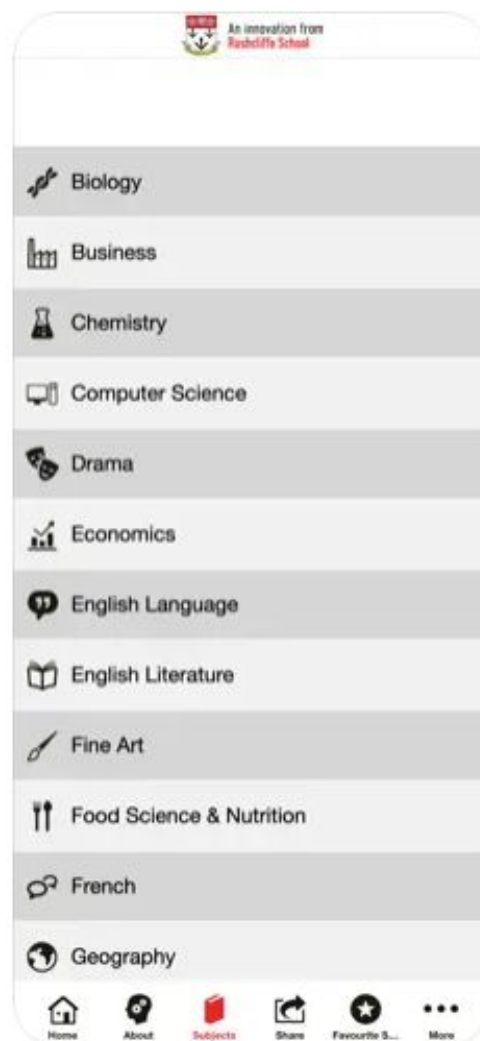 An innovation from
Rushcliffe School
Biology
Business
Chemistry
Computer Science
Drama
Economics
English Language
English Literature
Fine Art
Food Science & Nutrition
French
Geography
Home About Subjects Share Favourite S... More